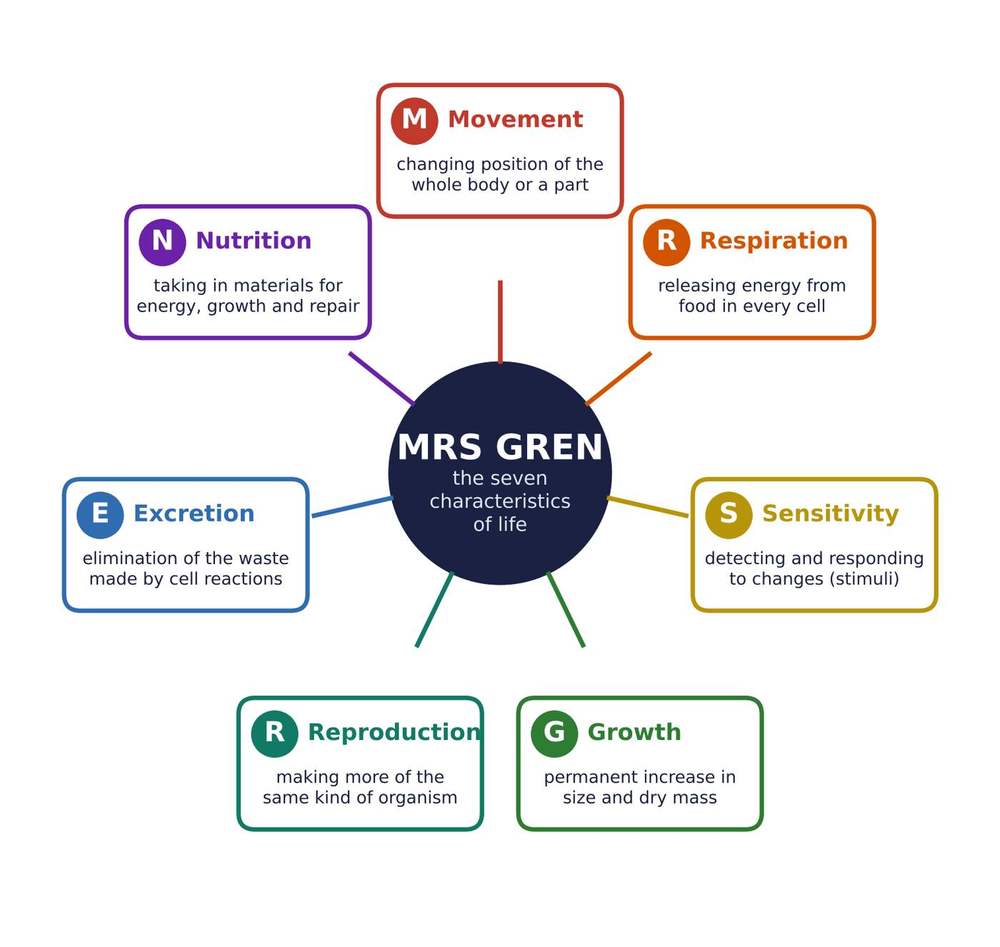 M Movement
changing position of the
whole body or a part
N Nutrition
taking in materials for
energy, growth and repair
R Respiration
releasing energy from
food in every cell
MRS GREN
the seven
characteristics
of life
E Excretion
elimination of the waste
made by cell reactions
S Sensitivity
detecting and responding
to changes (stimuli)
R Reproduction
making more of the
same kind of organism
G Growth
permanent increase in
size and dry mass